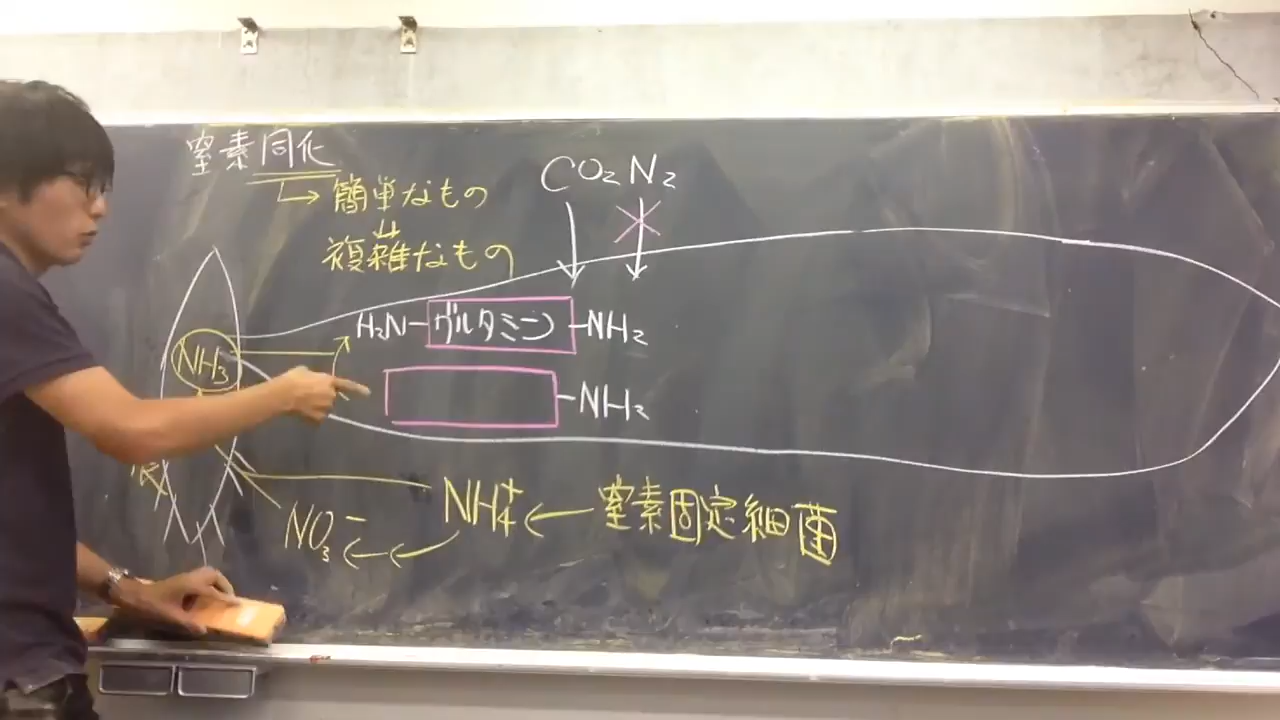 窒素同化
→簡単なもの
複雑なもの
CO₂ N₂
H₂N-グルタミン-NH₂
NH₃
-NH₂
NO₃⁻ ←← NH₄⁺ ← 窒素固定細菌